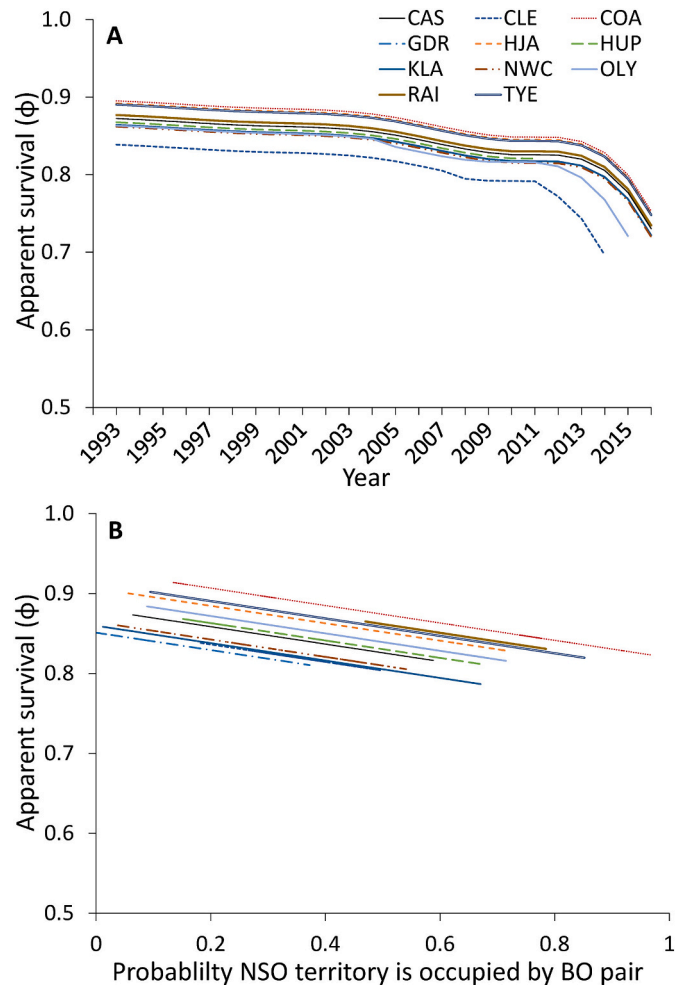 A
CAS CLE COA
GDR HJA HUP
KLA NWC OLY
RAI TYE
1.0
0.9
0.8
0.7
0.6
0.5
Apparent survival (ϕ)
1993 1995 1997 1999 2001 2003 2005 2007 2009 2011 2013 2015
Year
B
1.0
0.9
0.8
0.7
0.6
0.5
Apparent survival (ϕ)
0 0.2 0.4 0.6 0.8 1
Probablilty NSO territory is occupied by BO pair